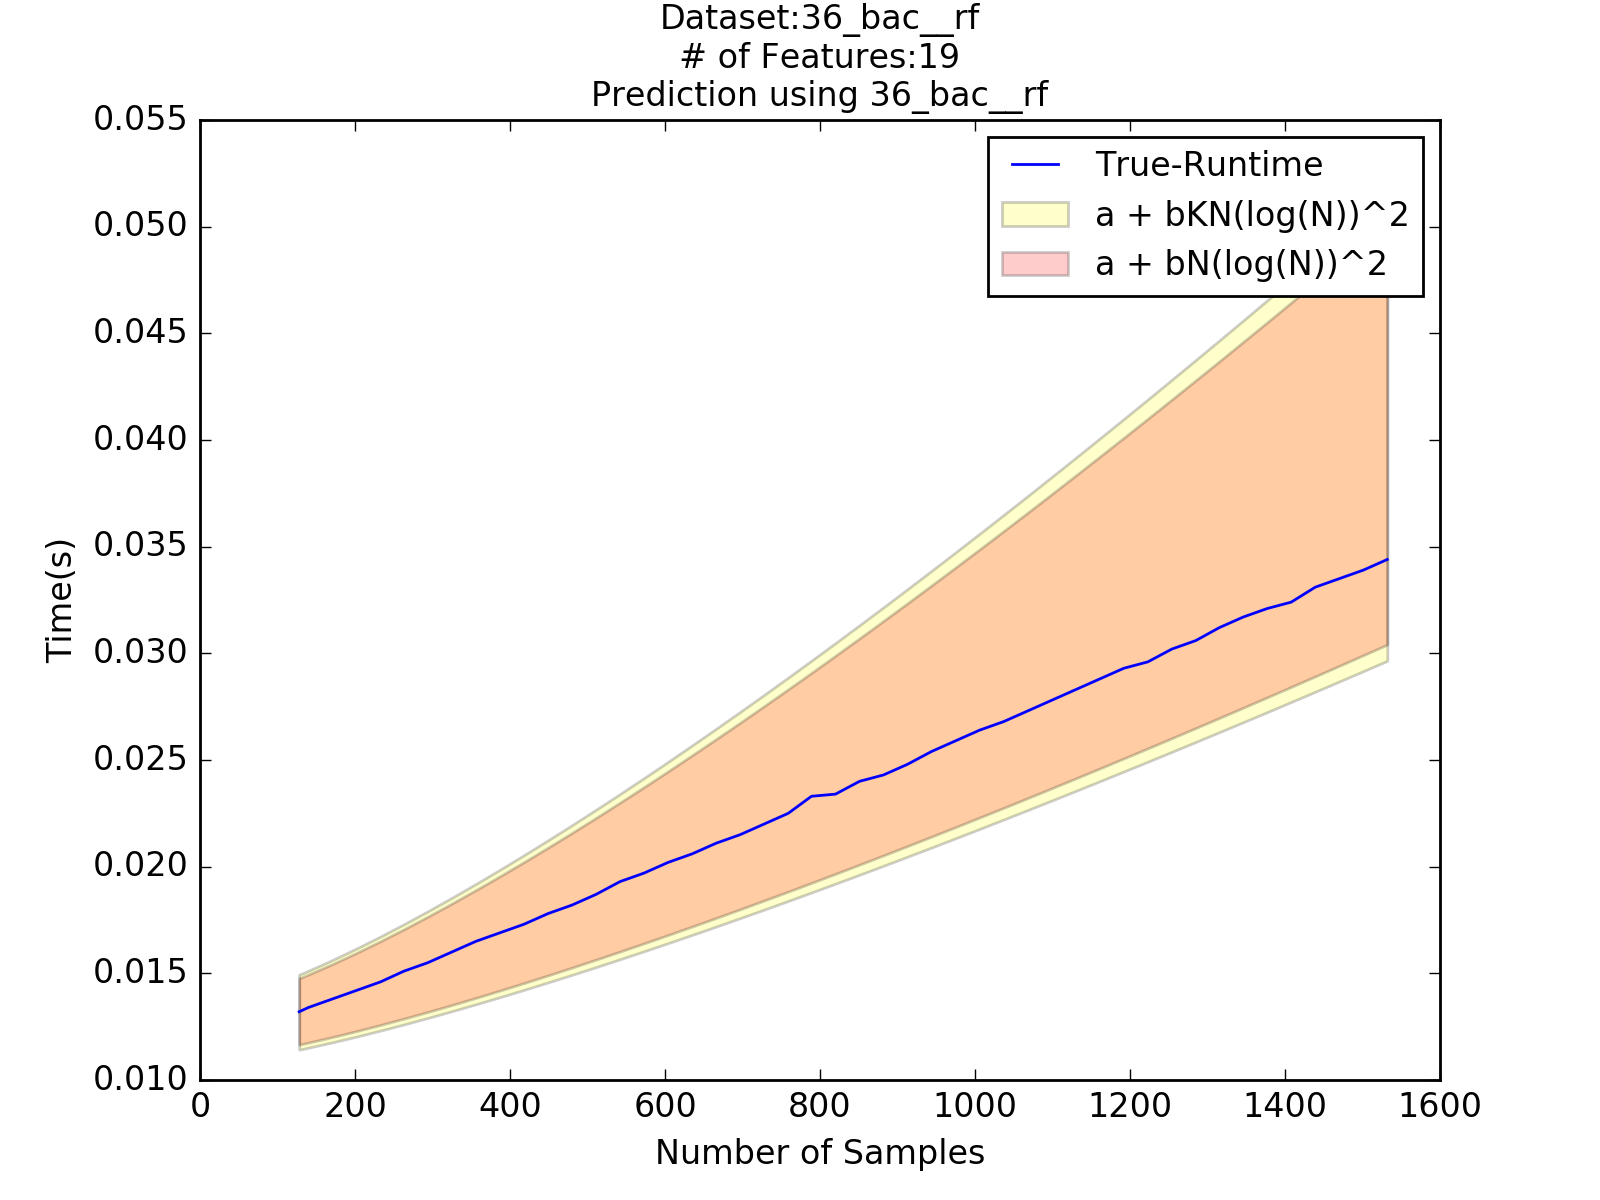 Dataset:36_bac__rf
# of Features:19
Prediction using 36_bac__rf
0.055
0.050
0.045
0.040
0.035
0.030
0.025
0.020
0.015
0.010
Time(s)
True-Runtime
a + bKN(log(N))^2
a + bN(log(N))^2
0 200 400 600 800 1000 1200 1400 1600
Number of Samples